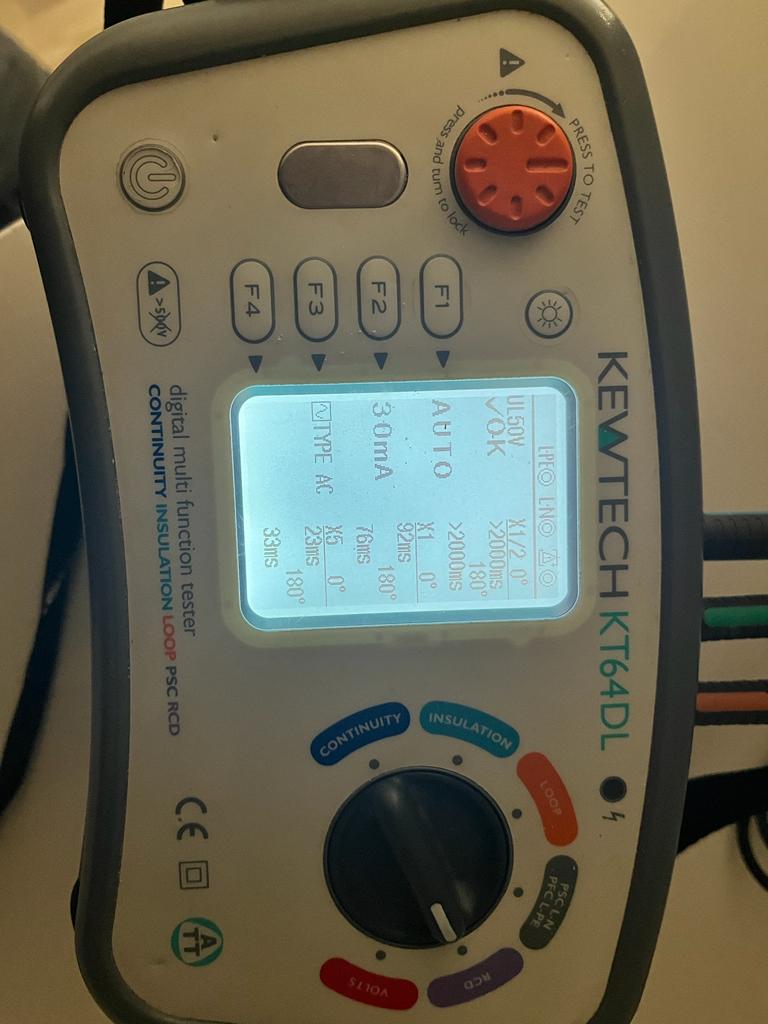 PRESS TO TEST
press and turn to lock
KEWTECH KT64DL
F1
F2
F3
F4
>500V
L-PE L-N
UL50V
✓OK
AUTO
30mA
TYPE AC
X1/2 0°
>2000mS
180°
>2000mS
X1 0°
92mS
180°
76mS
X5 0°
23mS
180°
33mS
CONTINUITY
INSULATION
LOOP
PSC L-N
PFC L-PE
RCD
VOLTS
digital multi function tester
CONTINUITY INSULATION LOOP PSC RCD
CE
ATT